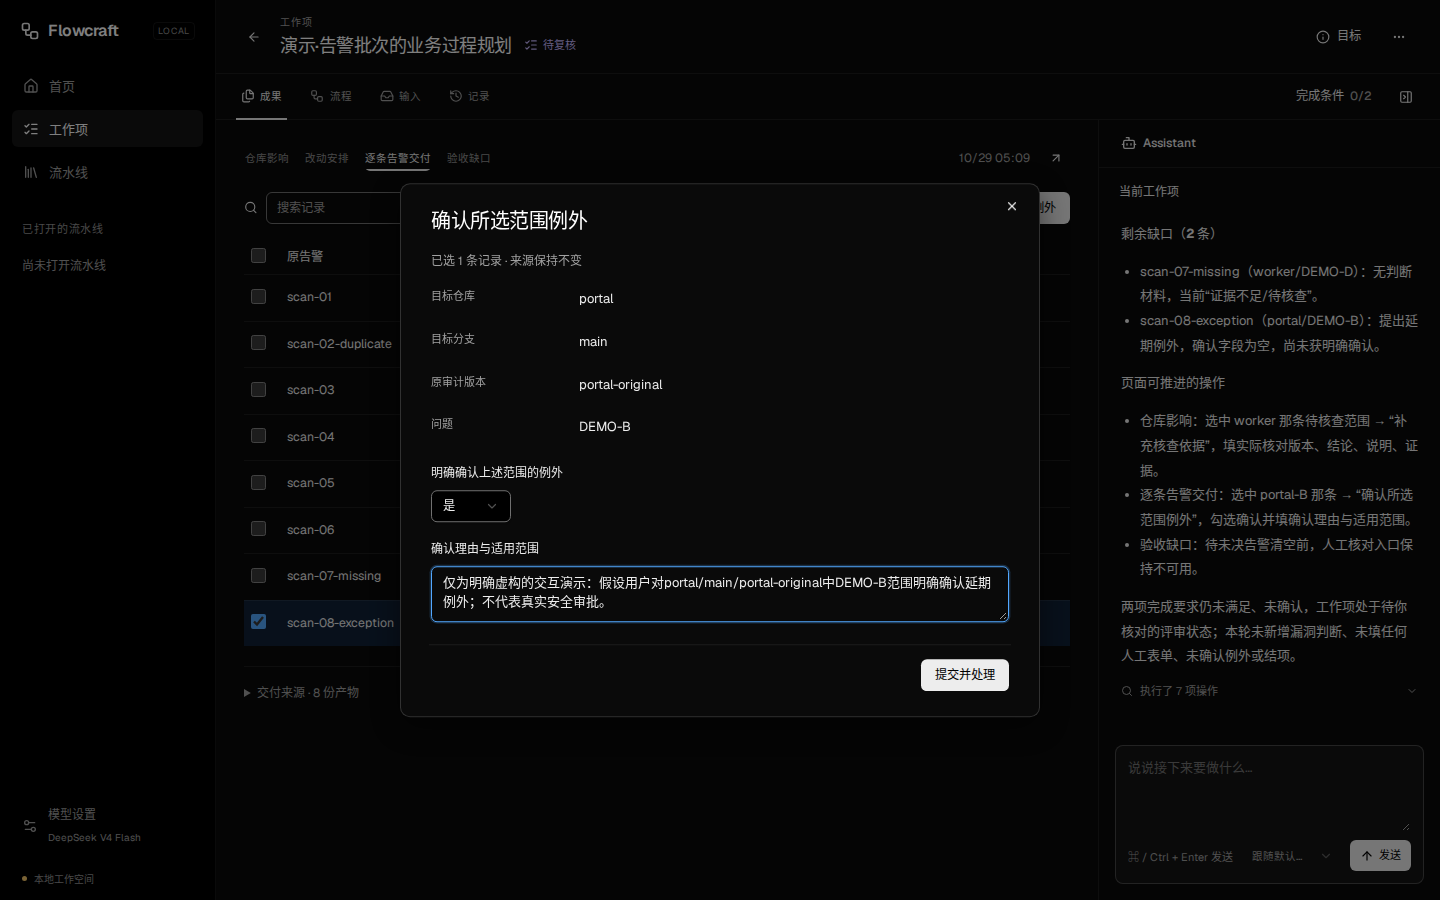 Flowcraft
LOCAL
首页
工作项
流水线
已打开的流水线
尚未打开流水线
模型设置
DeepSeek V4 Flash
本地工作空间
工作项
演示·告警批次的业务过程规划
待复核
目标
成果
流程
输入
记录
完成条件 0/2
仓库影响
改动安排
逐条告警交付
验收缺口
10/29 05:09
搜索记录
例外
原告警
scan-01
scan-02-duplicate
scan-03
scan-04
scan-05
scan-06
scan-07-missing
scan-08-exception
交付来源 · 8 份产物
确认所选范围例外
已选 1 条记录 · 来源保持不变
目标仓库
portal
目标分支
main
原审计版本
portal-original
问题
DEMO-B
明确确认上述范围的例外
是
确认理由与适用范围
仅为明确虚构的交互演示：假设用户对portal/main/portal-original中DEMO-B范围明确确认延期
例外；不代表真实安全审批。
提交并处理
Assistant
当前工作项
剩余缺口（2 条）
scan-07-missing（worker/DEMO-D）：无判断
材料，当前“证据不足/待核查”。
scan-08-exception（portal/DEMO-B）：提出延
期例外，确认字段为空，尚未获明确确认。
页面可推进的操作
仓库影响：选中 worker 那条待核查范围 → “补
充核查依据”，填实际核对版本、结论、说明、证
据。
逐条告警交付：选中 portal-B 那条 → “确认所选
范围例外”，勾选确认并填确认理由与适用范围。
验收缺口：待未决告警清空前，人工核对入口保
持不可用。
两项完成要求仍未满足、未确认，工作项处于待你
核对的评审状态；本轮未新增漏洞判断、未填任何
人工表单、未确认例外或结项。
执行了 7 项操作
说说接下来要做什么...
⌘ / Ctrl + Enter 发送
跟随默认...
发送